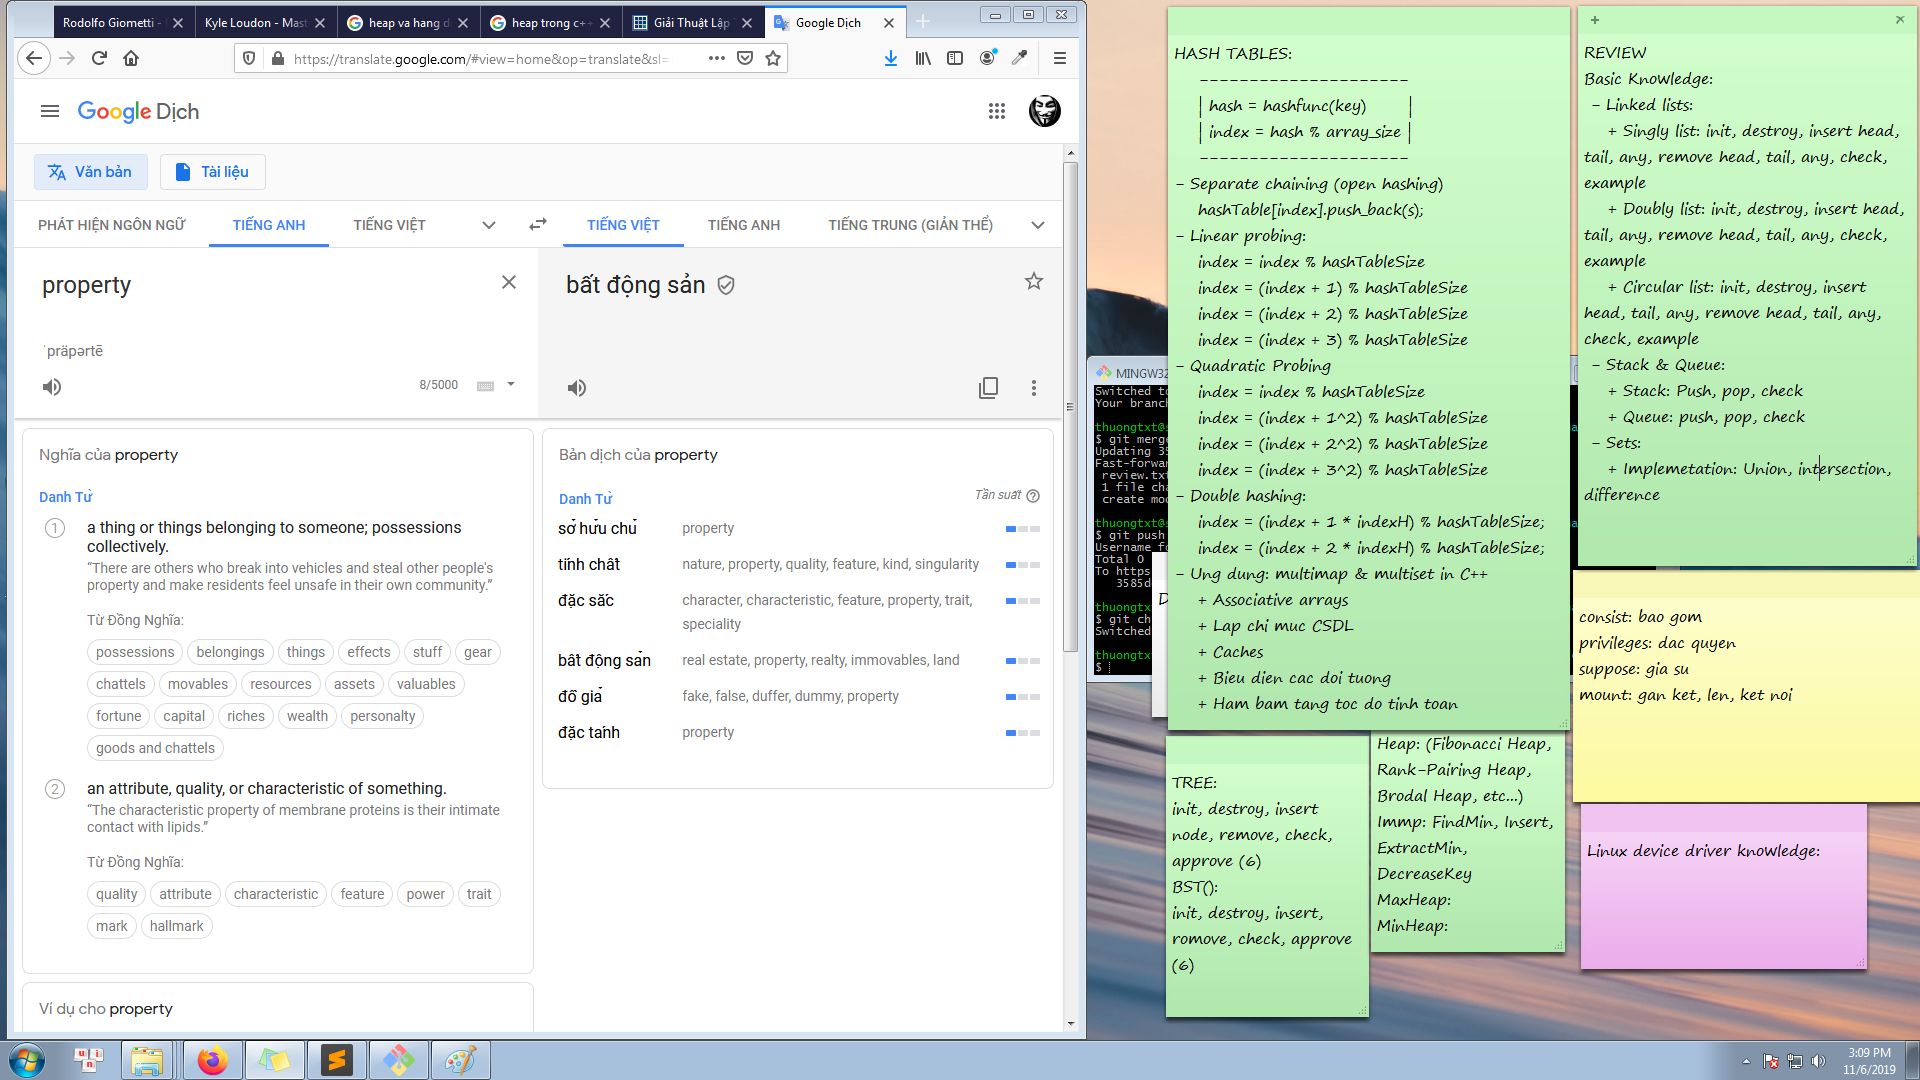 Rodolfo Giometti -
Kyle Loudon - Mast
heap va hang d
heap trong c++
Giải Thuật Lập T
Google Dịch
https://translate.google.com/#view=home&op=translate&sl=
Google Dịch
Văn bản
Tài liệu
PHÁT HIỆN NGÔN NGỮ
TIẾNG ANH
TIẾNG VIỆT
TIẾNG VIỆT
TIẾNG ANH
TIẾNG TRUNG (GIẢN THỂ)
property
ˈpräpərtē
8/5000
bất động sản
Nghĩa của property
Danh Từ
1
a thing or things belonging to someone; possessions
collectively.
“There are others who break into vehicles and steal other people's
property and make residents feel unsafe in their own community.”
Từ Đồng Nghĩa:
possessions belongings things effects stuff gear
chattels movables resources assets valuables
fortune capital riches wealth personalty
goods and chattels
2
an attribute, quality, or characteristic of something.
“The characteristic property of membrane proteins is their intimate
contact with lipids.”
Từ Đồng Nghĩa:
quality attribute characteristic feature power trait
mark hallmark
Ví dụ cho property
Bản dịch của property
Danh Từ
Tần suất
sở hữu chủ property
tính chất nature, property, quality, feature, kind, singularity
đặc sắc character, characteristic, feature, property, trait,
speciality
bất động sản real estate, property, realty, immovables, land
đồ giả fake, false, duffer, dummy, property
đặc tánh property
MINGW32
Switched to
Your branch
thuongtxt@s
$ git merge
Updating 35
Fast-forwar
review.txt
1 file cha
create mod
thuongtxt@s
$ git push
Username fo
Total 0
To https
3585d
thuongtx
$ git ch
Switched
thuongtx
$
HASH TABLES:
---------------------
| hash = hashfunc(key) |
| index = hash % array_size |
---------------------
- Separate chaining (open hashing)
hashTable[index].push_back(s);
- Linear probing:
index = index % hashTableSize
index = (index + 1) % hashTableSize
index = (index + 2) % hashTableSize
index = (index + 3) % hashTableSize
- Quadratic Probing
index = index % hashTableSize
index = (index + 1^2) % hashTableSize
index = (index + 2^2) % hashTableSize
index = (index + 3^2) % hashTableSize
- Double hashing:
index = (index + 1 * indexH) % hashTableSize;
index = (index + 2 * indexH) % hashTableSize;
- Ung dung: multimap & multiset in C++
+ Associative arrays
+ Lap chi muc CSDL
+ Caches
+ Bieu dien cac doi tuong
+ Ham bam tang toc do tinh toan
REVIEW
Basic Knowledge:
- Linked lists:
+ Singly list: init, destroy, insert head,
tail, any, remove head, tail, any, check,
example
+ Doubly list: init, destroy, insert head,
tail, any, remove head, tail, any, check,
example
+ Circular list: init, destroy, insert
head, tail, any, remove head, tail, any,
check, example
- Stack & Queue:
+ Stack: Push, pop, check
+ Queue: push, pop, check
- Sets:
+ Implemetation: Union, intersection,
difference
consist: bao gom
privileges: dac quyen
suppose: gia su
mount: gan ket, len, ket noi
TREE:
init, destroy, insert
node, remove, check,
approve (6)
BST():
init, destroy, insert,
romove, check, approve
(6)
Heap: (Fibonacci Heap,
Rank-Pairing Heap,
Brodal Heap, etc...)
Immp: FindMin, Insert,
ExtractMin,
DecreaseKey
MaxHeap:
MinHeap:
Linux device driver knowledge:
3:09 PM
11/6/2019